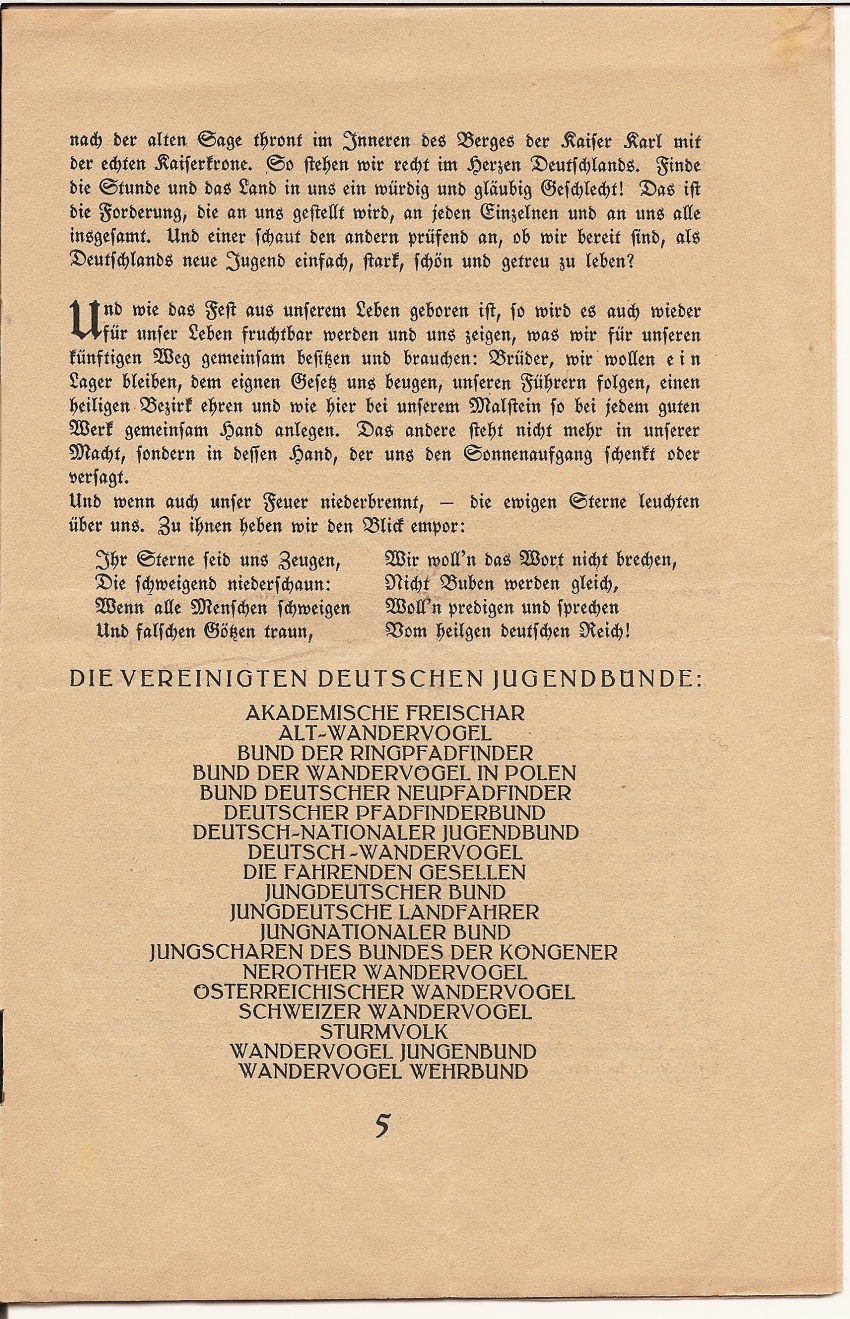 nach der alten Sage thront im Inneren des Berges der Kaiser Karl mit
der echten Kaiserkrone. So stehen wir recht im Herzen Deutschlands. Finde
die Stunde und das Land in uns ein würdig und gläubig Geschlecht! Das ist
die Forderung, die an uns gestellt wird, an jeden Einzelnen und an uns alle
insgesamt. Und einer schaut den andern prüfend an, ob wir bereit sind, als
Deutschlands neue Jugend einfach, stark, schön und getreu zu leben?
Und wie das Fest aus unserem Leben geboren ist, so wird es auch wieder
für unser Leben fruchtbar werden und uns zeigen, was wir für unseren
künftigen Weg gemeinsam besitzen und brauchen: Brüder, wir wollen ein
Lager bleiben, dem eignen Gesetz uns beugen, unseren Führern folgen, einen
heiligen Bezirk ehren und wie hier bei unserem Malstein so bei jedem guten
Werk gemeinsam Hand anlegen. Das andere steht nicht mehr in unserer
Macht, sondern in dessen Hand, der uns den Sonnenaufgang schenkt oder
versagt.
Und wenn auch unser Feuer niederbrennt, — die ewigen Sterne leuchten
über uns. Zu ihnen heben wir den Blick empor:
Ihr Sterne seid uns Zeugen,
Die schweigend niederschaun:
Wenn alle Menschen schweigen
Und falschen Götzen traun,
Wir woll'n das Wort nicht brechen,
Nicht Buben werden gleich,
Woll'n predigen und sprechen
Vom heilgen deutschen Reich!
DIE VEREINIGTEN DEUTSCHEN JUGENDBÜNDE:
AKADEMISCHE FREISCHAR
ALT-WANDERVOGEL
BUND DER RINGPFADFINDER
BUND DER WANDERVÖGEL IN POLEN
BUND DEUTSCHER NEUPFADFINDER
DEUTSCHER PFADFINDERBUND
DEUTSCH-NATIONALER JUGENDBUND
DEUTSCH-WANDERVOGEL
DIE FAHRENDEN GESELLEN
JUNGDEUTSCHER BUND
JUNGDEUTSCHE LANDFAHRER
JUNGNATIONALER BUND
JUNGSCHAREN DES BUNDES DER KÖNGENER
NEROTHER WANDERVOGEL
ÖSTERREICHISCHER WANDERVOGEL
SCHWEIZER WANDERVOGEL
STURMVOLK
WANDERVOGEL JUNGENBUND
WANDERVOGEL WEHRBUND
5